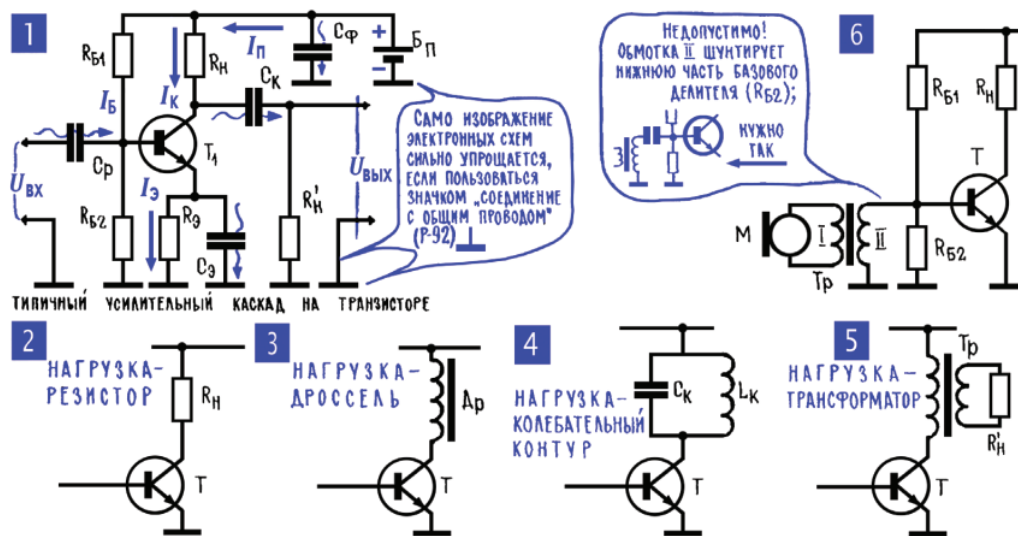 1
RБ1
RН
IП
CФ
+
−
БП
IБ
IК
CК
T1
CР
UВХ
IЭ
UВЫХ
RБ2
RЭ
CЭ
R'Н
САМО ИЗОБРАЖЕНИЕ
ЭЛЕКТРОННЫХ СХЕМ
СИЛЬНО УПРОЩАЕТСЯ,
ЕСЛИ ПОЛЬЗОВАТЬСЯ
ЗНАЧКОМ „СОЕДИНЕНИЕ
С ОБЩИМ ПРОВОДОМ"
(Р-92)
ТИПИЧНЫЙ УСИЛИТЕЛЬНЫЙ КАСКАД НА ТРАНЗИСТОРЕ
6
НЕДОПУСТИМО!
ОБМОТКА II ШУНТИРУЕТ
НИЖНЮЮ ЧАСТЬ БАЗОВОГО
ДЕЛИТЕЛЯ (RБ2);
НУЖНО
ТАК
RБ1
RН
T
М
I
II
Тр
RБ2
2
НАГРУЗКА-
РЕЗИСТОР
RН
T
3
НАГРУЗКА-
ДРОССЕЛЬ
Др
T
4
НАГРУЗКА-
КОЛЕБАТЕЛЬНЫЙ
КОНТУР
CК
LК
T
5
НАГРУЗКА-
ТРАНСФОРМАТОР
Тр
R'Н
T